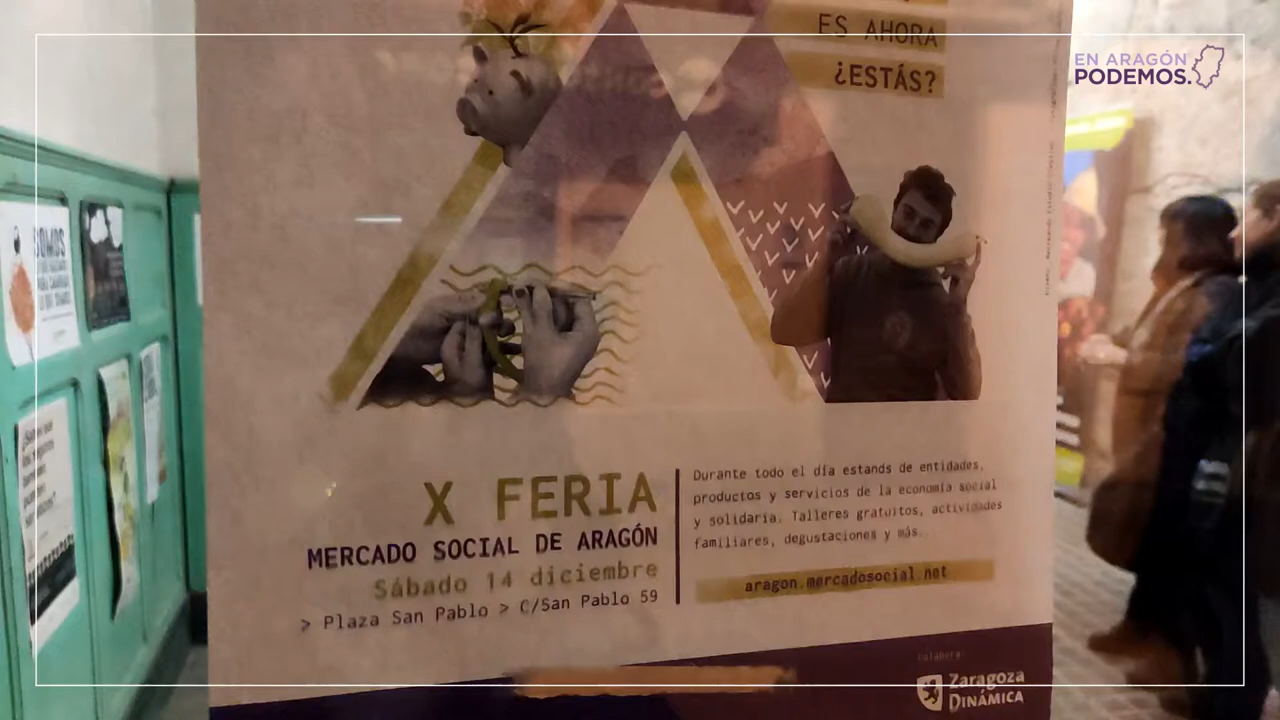 ES AHORA
¿ESTÁS?
EN ARAGÓN
PODEMOS.
SOMOS
X FERIA
MERCADO SOCIAL DE ARAGÓN
Sábado 14 diciembre
> Plaza San Pablo > C/San Pablo 59
Durante todo el día estands de entidades,
productos y servicios de la economía social
y solidaria. Talleres gratuitos, actividades
familiares, degustaciones y más.
aragon.mercadosocial.net
Colabora:
Zaragoza
DINÁMICA